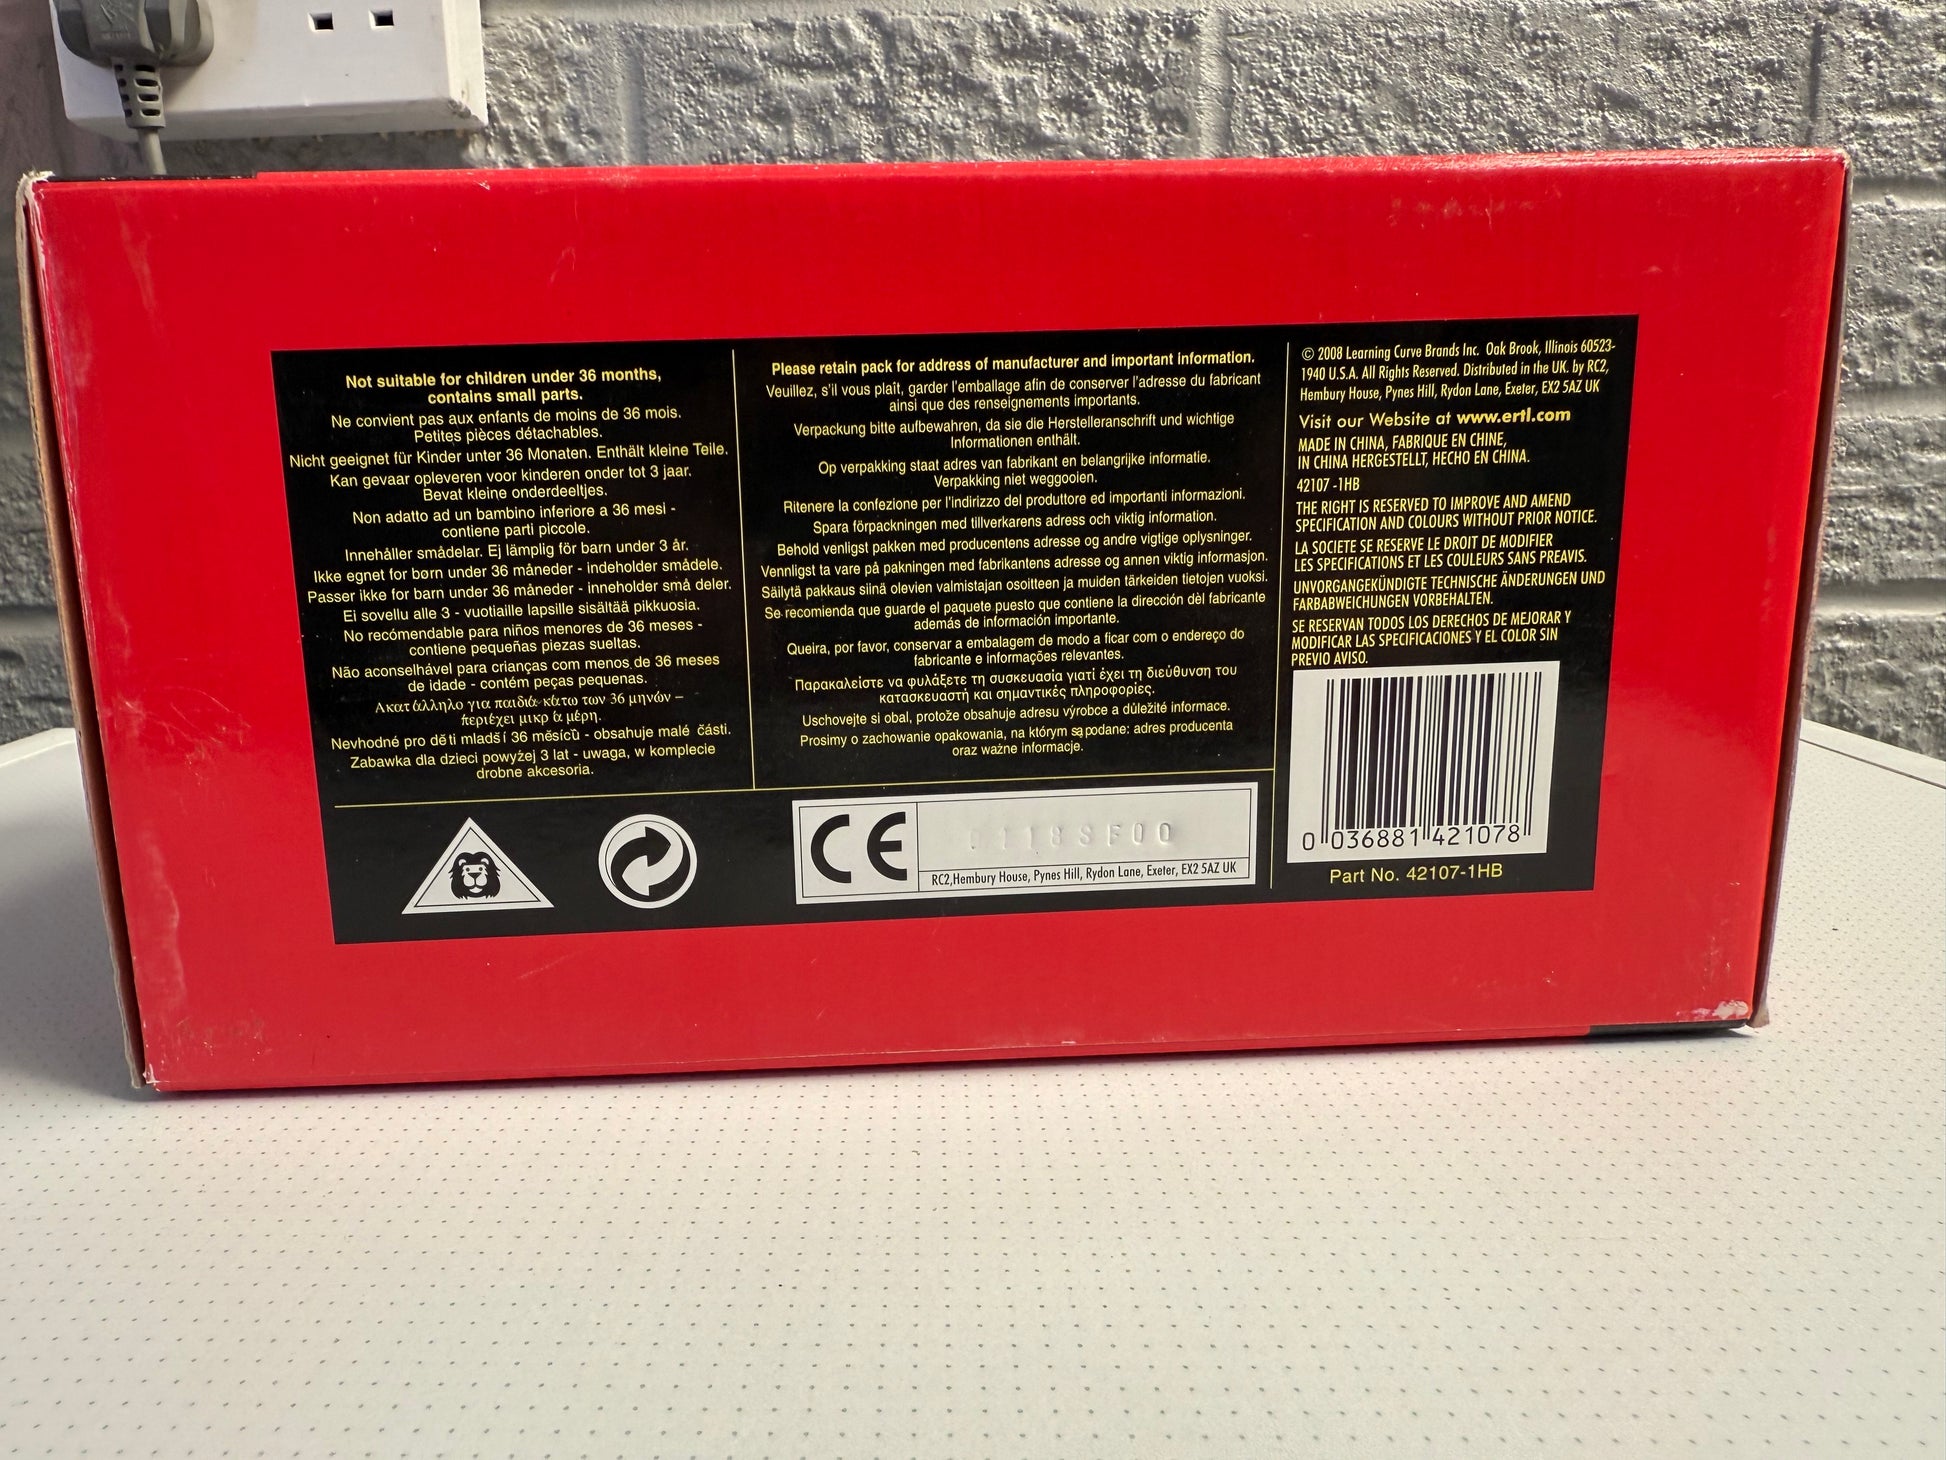 Not suitable for children under 36 months,
contains small parts.
Ne convient pas aux enfants de moins de 36 mois.
Petites pièces détachables.
Nicht geeignet für Kinder unter 36 Monaten. Enthält kleine Teile.
Kan gevaar opleveren voor kinderen onder tot 3 jaar.
Bevat kleine onderdeeltjes.
Non adatto ad un bambino inferiore a 36 mesi -
contiene parti piccole.
Innehåller smådelar. Ej lämplig för barn under 3 år.
Ikke egnet for børn under 36 måneder - indeholder smådele.
Passer ikke for barn under 36 måneder - inneholder små deler.
Ei sovellu alle 3 - vuotiaille lapsille sisältää pikkuosia.
No recómendable para niños menores de 36 meses -
contiene pequeñas piezas sueltas.
Não aconselhável para crianças com menos de 36 meses
de idade - contém peças pequenas.
Ακατάλληλο για παιδιά κάτω των 36 μηνών –
περιέχει μικρ ά μέρη.
Nevhodné pro děti mladší 36 měsíců - obsahuje malé části.
Zabawka dla dzieci powyżej 3 lat - uwaga, w komplecie
drobne akcesoria.
Please retain pack for address of manufacturer and important information.
Veuillez, s'il vous plaît, garder l'emballage afin de conserver l'adresse du fabricant
ainsi que des renseignements importants.
Verpackung bitte aufbewahren, da sie die Herstelleranschrift und wichtige
Informationen enthält.
Op verpakking staat adres van fabrikant en belangrijke informatie.
Verpakking niet weggooien.
Ritenere la confezione per l'indirizzo del produttore ed importanti informazioni.
Spara förpackningen med tillverkarens adress och viktig information.
Behold venligst pakken med producentens adresse og andre vigtige oplysninger.
Vennligst ta vare på pakningen med fabrikantens adresse og annen viktig informasjon.
Säilytä pakkaus siinä olevien valmistajan osoitteen ja muiden tärkeiden tietojen vuoksi.
Se recomienda que guarde el paquete puesto que contiene la dirección dèl fabricante
además de información importante.
Queira, por favor, conservar a embalagem de modo a ficar com o endereço do
fabricante e informações relevantes.
Παρακαλείστε να φυλάξετε τη συσκευασία γιατί έχει τη διεύθυνση του
κατασκευαστή και σημαντικές πληροφορίες.
Uschovejte si obal, protože obsahuje adresu výrobce a důležité informace.
Prosimy o zachowanie opakowania, na którym są podane: adres producenta
oraz ważne informacje.
CE
RC2,Hembury House, Pynes Hill, Rydon Lane, Exeter, EX2 5AZ UK
© 2008 Learning Curve Brands Inc. Oak Brook, Illinois 60523-
1940 U.S.A. All Rights Reserved. Distributed in the UK. by RC2,
Hembury House, Pynes Hill, Rydon Lane, Exeter, EX2 5AZ UK
Visit our Website at www.ertl.com
MADE IN CHINA, FABRIQUE EN CHINE,
IN CHINA HERGESTELLT, HECHO EN CHINA.
42107 -1HB
THE RIGHT IS RESERVED TO IMPROVE AND AMEND
SPECIFICATION AND COLOURS WITHOUT PRIOR NOTICE.
LA SOCIETE SE RESERVE LE DROIT DE MODIFIER
LES SPECIFICATIONS ET LES COULEURS SANS PREAVIS.
UNVORGANGEKÜNDIGTE TECHNISCHE ÄNDERUNGEN UND
FARBABWEICHUNGEN VORBEHALTEN.
SE RESERVAN TODOS LOS DERECHOS DE MEJORAR Y
MODIFICAR LAS SPECIFICACIONES Y EL COLOR SIN
PREVIO AVISO.
0 036881 421078
Part No. 42107-1HB